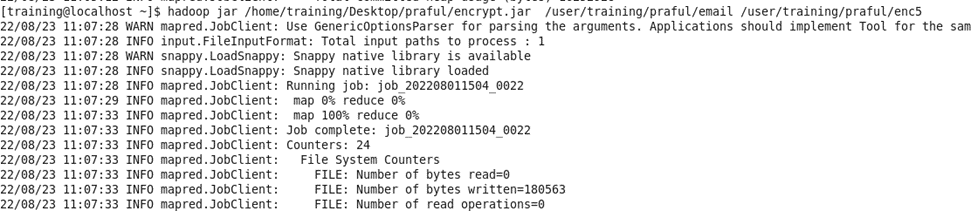 [training@localhost ~]$ hadoop jar /home/training/Desktop/praful/encrypt.jar  /user/training/praful/email /user/training/praful/enc5
22/08/23 11:07:28 WARN mapred.JobClient: Use GenericOptionsParser for parsing the arguments. Applications should implement Tool for the sam
22/08/23 11:07:28 INFO input.FileInputFormat: Total input paths to process : 1
22/08/23 11:07:28 WARN snappy.LoadSnappy: Snappy native library is available
22/08/23 11:07:28 INFO snappy.LoadSnappy: Snappy native library loaded
22/08/23 11:07:28 INFO mapred.JobClient: Running job: job_202208011504_0022
22/08/23 11:07:29 INFO mapred.JobClient:  map 0% reduce 0%
22/08/23 11:07:33 INFO mapred.JobClient:  map 100% reduce 0%
22/08/23 11:07:33 INFO mapred.JobClient: Job complete: job_202208011504_0022
22/08/23 11:07:33 INFO mapred.JobClient: Counters: 24
22/08/23 11:07:33 INFO mapred.JobClient:   File System Counters
22/08/23 11:07:33 INFO mapred.JobClient:     FILE: Number of bytes read=0
22/08/23 11:07:33 INFO mapred.JobClient:     FILE: Number of bytes written=180563
22/08/23 11:07:33 INFO mapred.JobClient:     FILE: Number of read operations=0